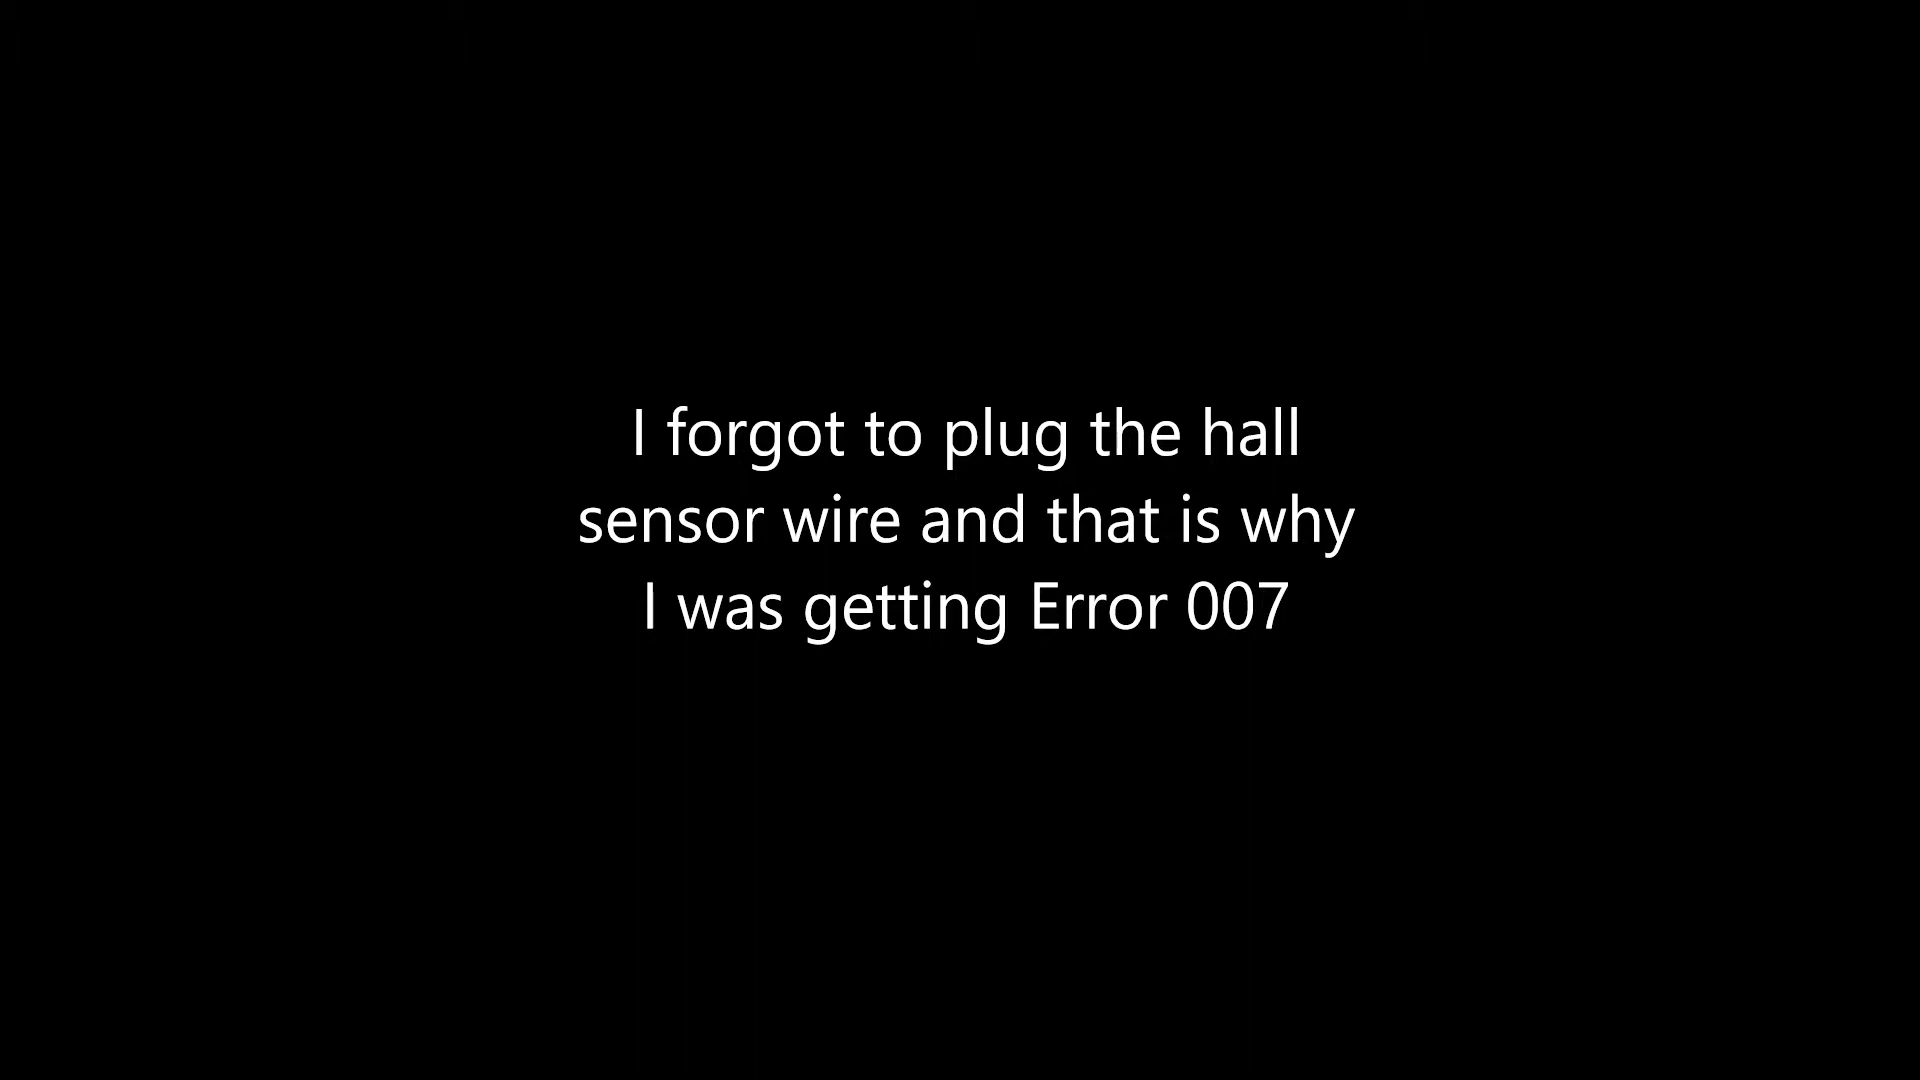 I forgot to plug the hall
sensor wire and that is why
I was getting Error 007